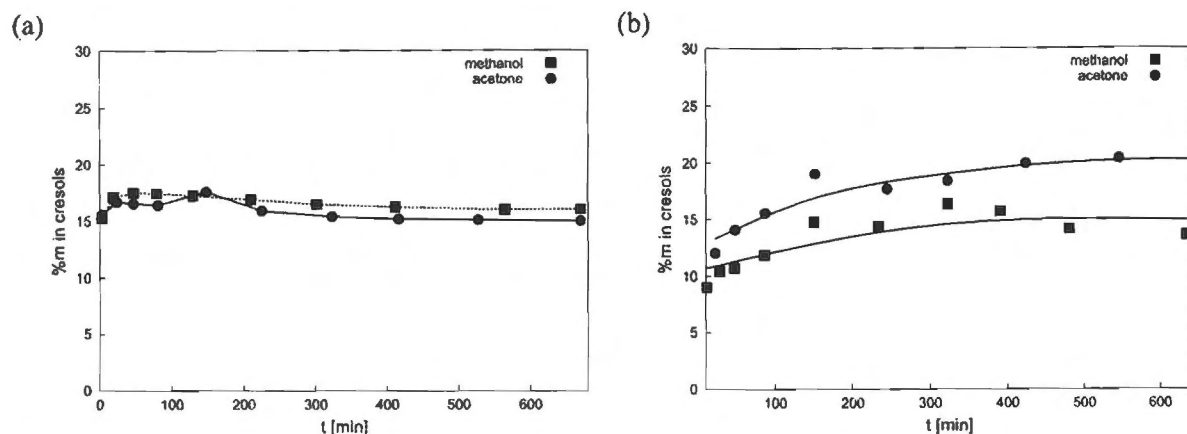 (a)
30
25
20
15
10
5
0
%m in cresols
methanol
acetone
0 100 200 300 400 500 600
t [min]
(b)
30
25
20
15
10
5
0
%m in cresols
methanol
acetone
100 200 300 400 500 600
t [min]